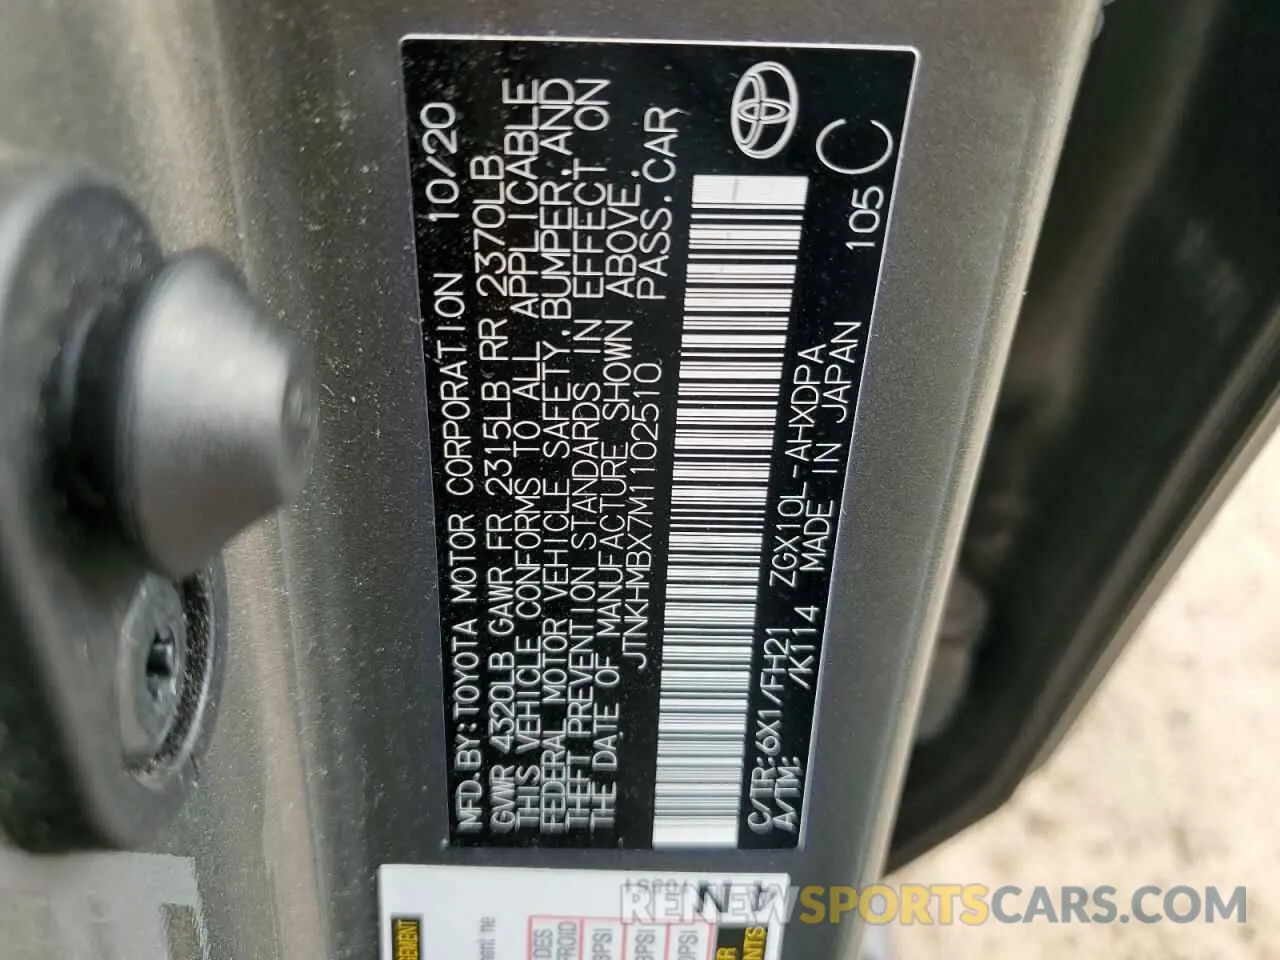 MFD.BY:TOYOTA MOTOR CORPORATION 10/20
GVWR 4320LB GAWR FR 2315LB RR 2370LB
THIS VEHICLE CONFORMS TO ALL APPLICABLE
FEDERAL MOTOR VEHICLE SAFETY,BUMPER,AND
THEFT PREVENTION STANDARDS IN EFFECT ON
THE DATE OF MANUFACTURE SHOWN ABOVE.
JTNKHMBX7M1102510 PASS.CAR
C/TR:6X1/FH21 ZGX10L-AHXDPA
A/TM: /K114 MADE IN JAPAN 105 C
RENEWSPORTSCARS.COM